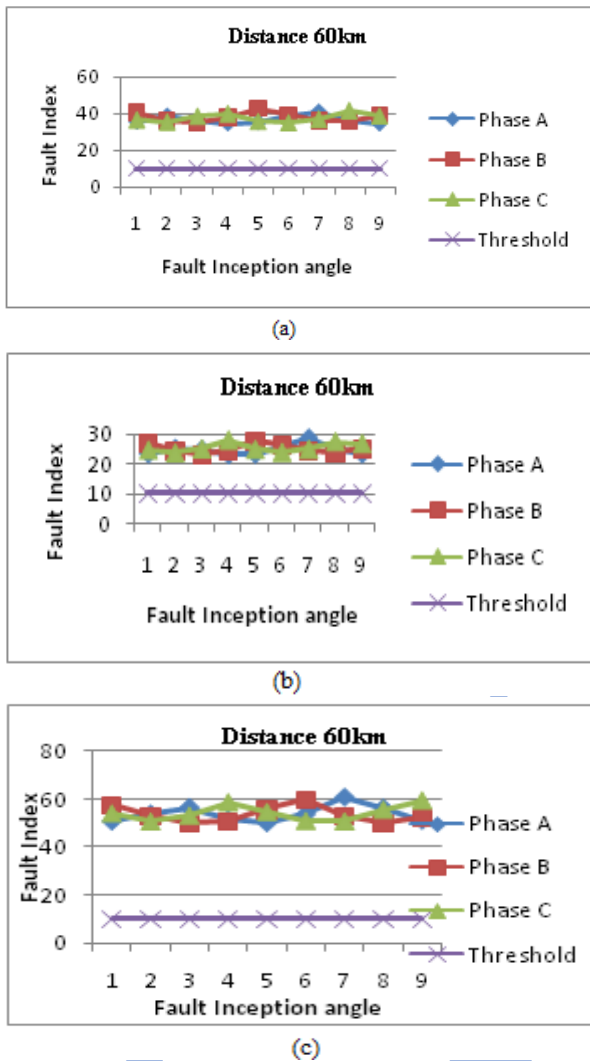 Distance 60km
Fault Index
60
40
20
0
1 2 3 4 5 6 7 8 9
Fault Inception angle
Phase A
Phase B
Phase C
Threshold
(a)
Distance 60km
Fault Index
30
20
10
0
1 2 3 4 5 6 7 8 9
Fault Inception angle
Phase A
Phase B
Phase C
Threshold
(b)
Distance 60km
Fault Index
80
60
40
20
0
1 2 3 4 5 6 7 8 9
Fault Inception angle
Phase A
Phase B
Phase C
Threshold
(c)